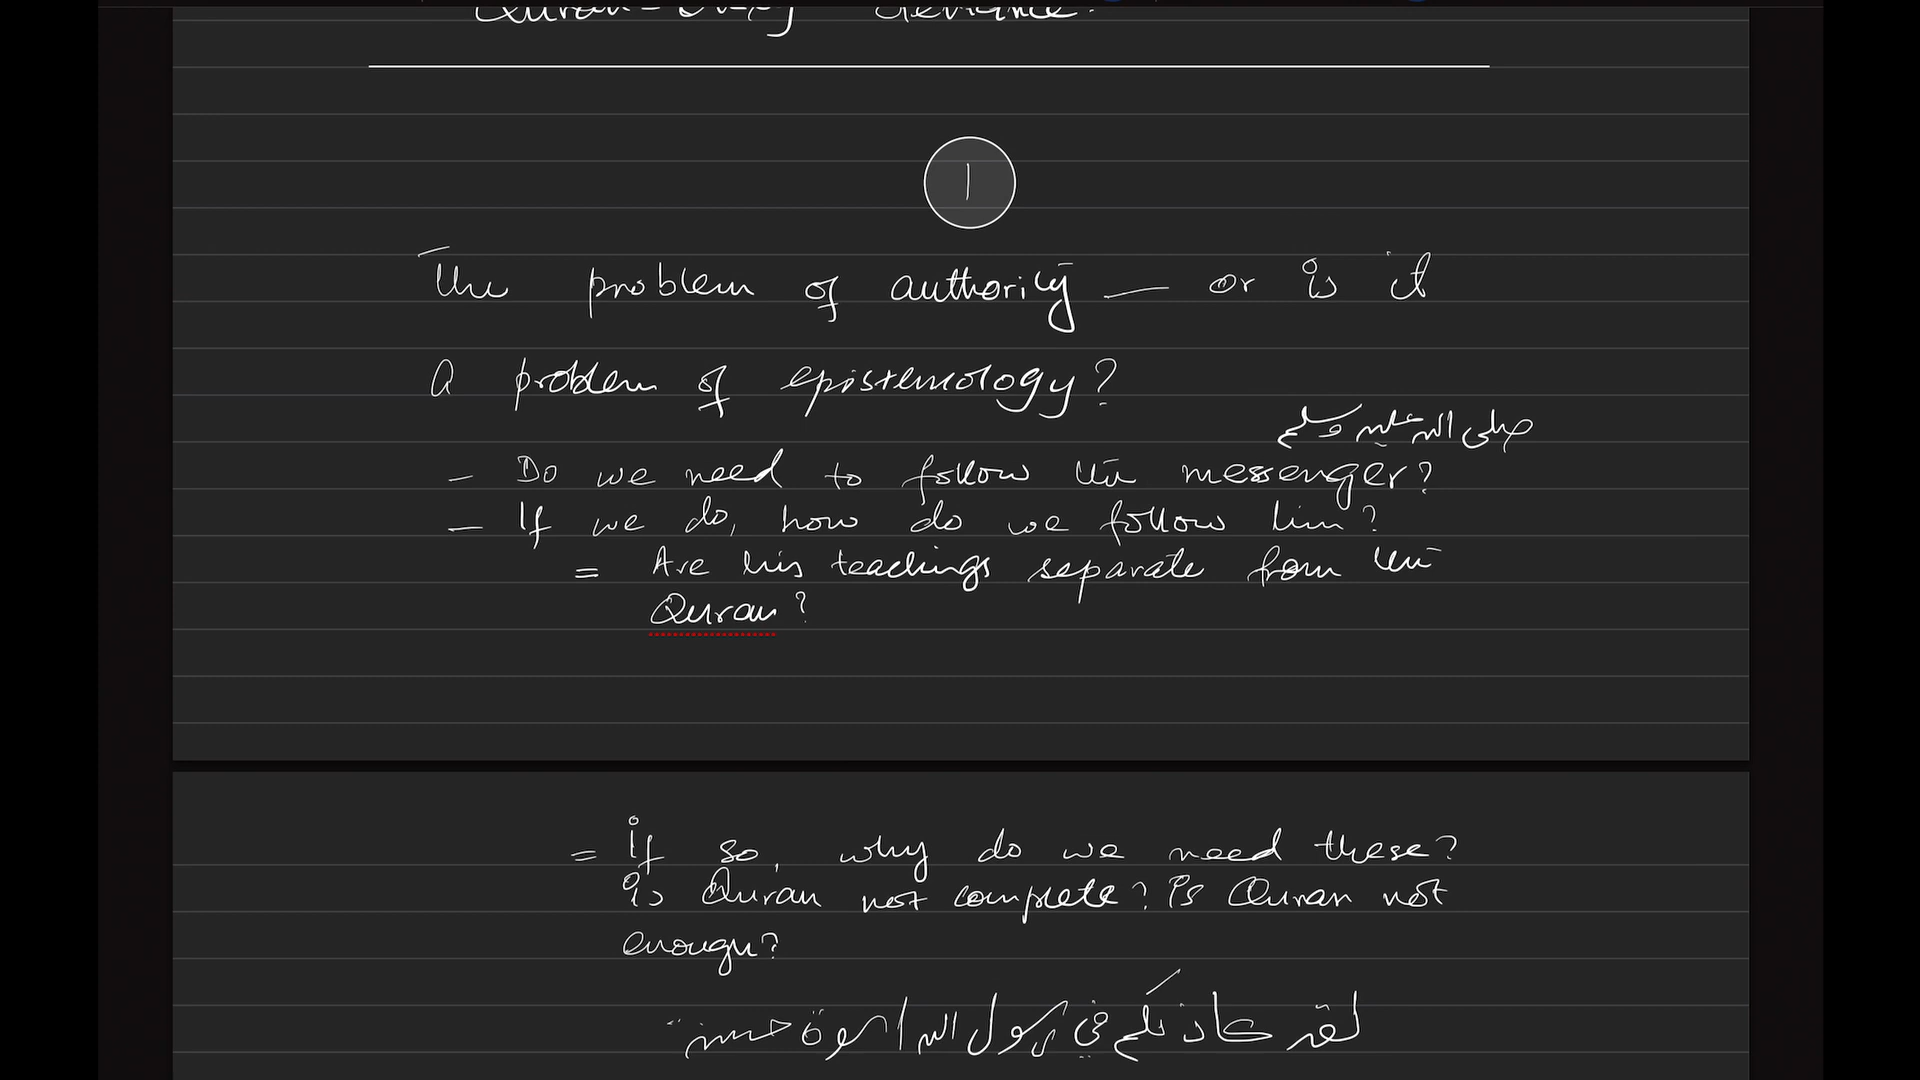 Quran-only deviance.
1
The problem of authority — or is it
a problem of epistemology?
صلى الله عليه وسلم
- Do we need to follow the messenger?
- If we do, how do we follow him?
= Are his teachings separate from the
Quran?
= If so, why do we need these?
Is Quran not complete? Is Quran not
enough?
لقد كان لكم في رسول الله اسوة حسنة